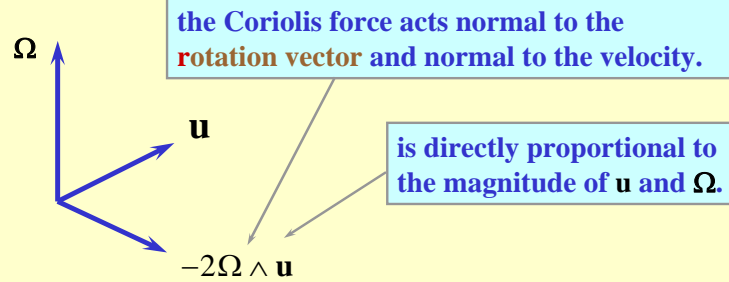 the Coriolis force acts normal to the
rotation vector and normal to the velocity.
Ω
u
is directly proportional to
the magnitude of u and Ω.
−2Ω ∧ u